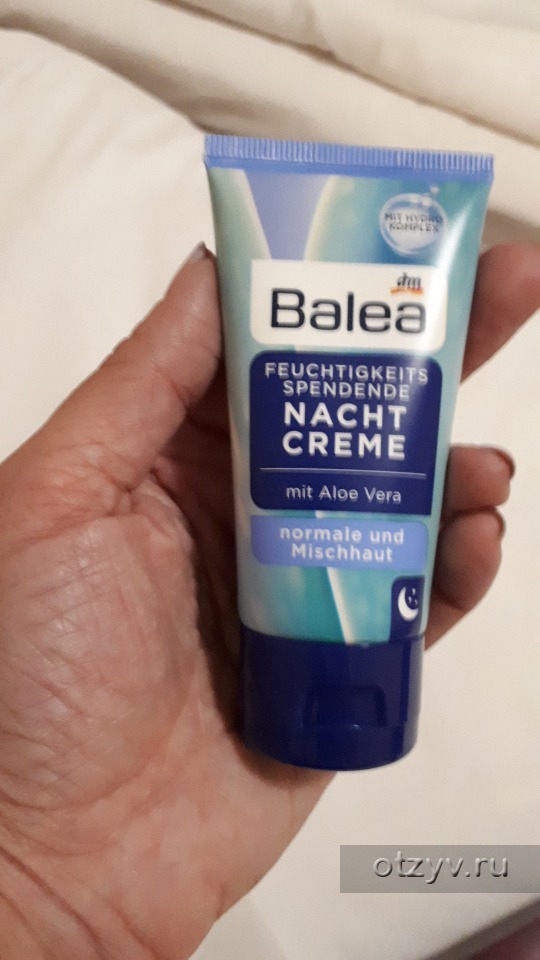 MIT HYDRO
KOMPLEX
dm
Balea
FEUCHTIGKEITS
SPENDENDE
NACHT
CREME
mit Aloe Vera
normale und
Mischhaut
otzyv.ru